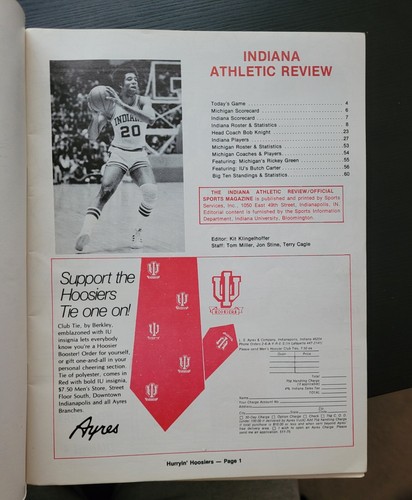 INDIANA
20
INDIANA
ATHLETIC REVIEW
Today's Game 4
Michigan Scorecard 6
Indiana Scorecard 7
Indiana Roster & Statistics 8
Head Coach Bob Knight 23
Indiana Players 27
Michigan Roster & Statistics 53
Michigan Coaches & Players 54
Featuring: Michigan's Rickey Green 55
Featuring: IU's Butch Carter 56
Big Ten Standings & Statistics 60
THE INDIANA ATHLETIC REVIEW/OFFICIAL
SPORTS MAGAZINE is published and printed by Sports
Services, Inc., 1050 East 49th Street, Indianapolis, IN.
Editorial content is furnished by the Sports Information
Department, Indiana University, Bloomington.
Editor: Kit Klingelhoffer
Staff: Tom Miller, Jon Stine, Terry Cagle
Support the
Hoosiers
Tie one on!
Club Tie, by Berkley,
emblazoned with IU
insignia lets everybody
know you're a Hoosier
Booster! Order for yourself,
or gift one-and-all in your
personal cheering section.
Tie of polyester, comes in
Red with bold IU insignia,
$7.50 Men's Store, Street
Floor South, Downtown
Indianapolis and all Ayres
Branches.
Ayres
HOOSIERS
Hurryin' Hoosiers — Page 1